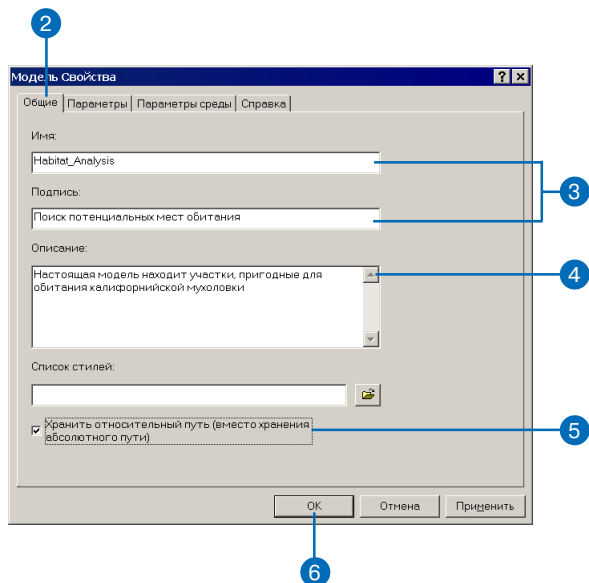 2
Модель Свойства
Общие Параметры Параметры среды Справка
Имя:
Habitat_Analysis
3
Подпись:
Поиск потенциальных мест обитания
Описание:
Настоящая модель находит участки, пригодные для
обитания калифорнийской мухоловки
4
Список стилей:
Хранить относительный путь (вместо хранения
абсолютного пути)
5
OK Отмена Применить
6